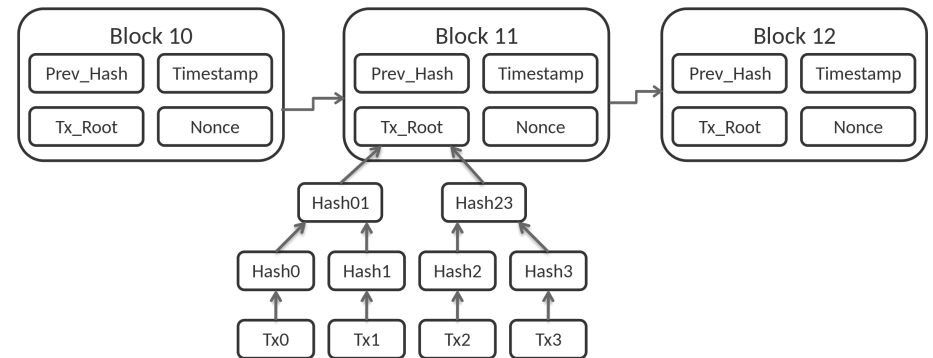 Block 10
Prev_Hash
Timestamp
Tx_Root
Nonce
Block 11
Prev_Hash
Timestamp
Tx_Root
Nonce
Block 12
Prev_Hash
Timestamp
Tx_Root
Nonce
Hash01
Hash23
Hash0
Hash1
Hash2
Hash3
Tx0
Tx1
Tx2
Tx3